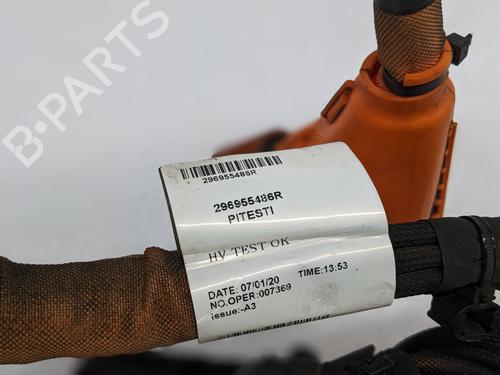 B-PARTS
296955486R
296955486R
PITESTI
HV TEST OK
DATE: 07/01/20 TIME:13:53
NO.OPER:007369
issue:-A3